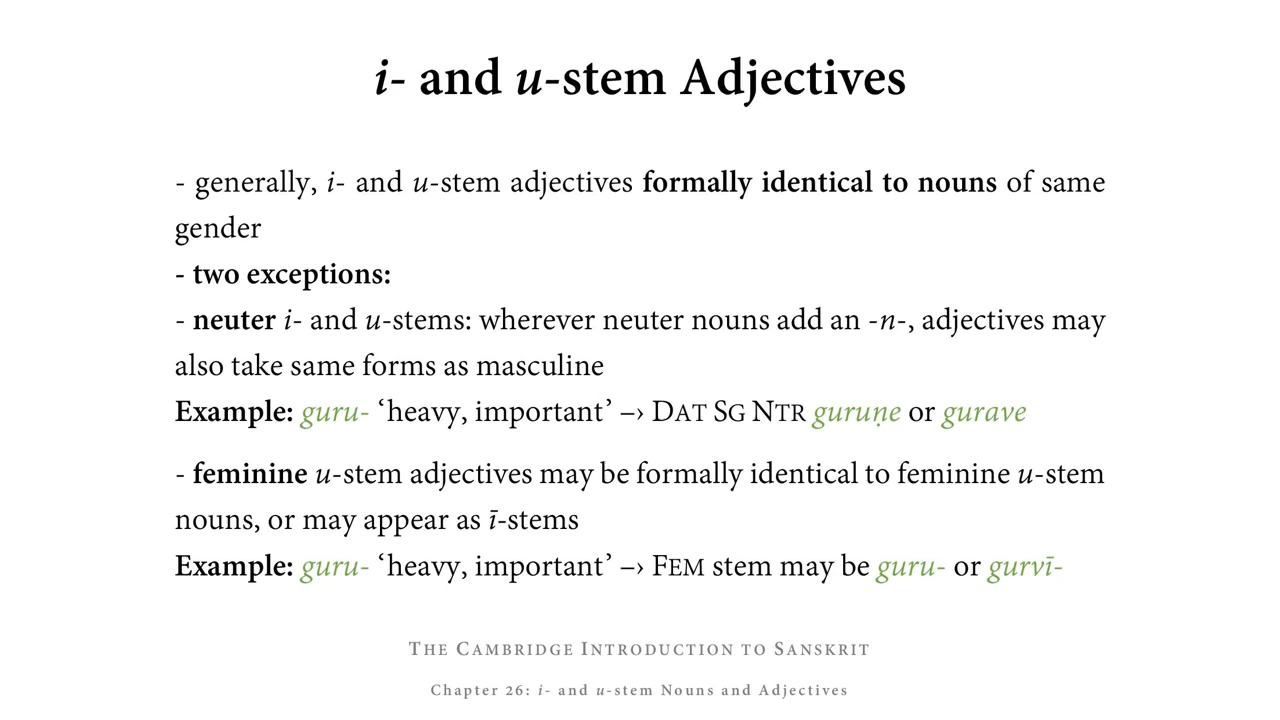 i- and u-stem Adjectives
- generally, i- and u-stem adjectives formally identical to nouns of same
gender
- two exceptions:
- neuter i- and u-stems: wherever neuter nouns add an -n-, adjectives may
also take same forms as masculine
Example: guru- ‘heavy, important’ –› Dat Sg Ntr guruṇe or gurave
- feminine u-stem adjectives may be formally identical to feminine u-stem
nouns, or may appear as ī-stems
Example: guru- ‘heavy, important’ –› Fem stem may be guru- or gurvī-
The Cambridge Introduction to Sanskrit
Chapter 26: i- and u-stem Nouns and Adjectives